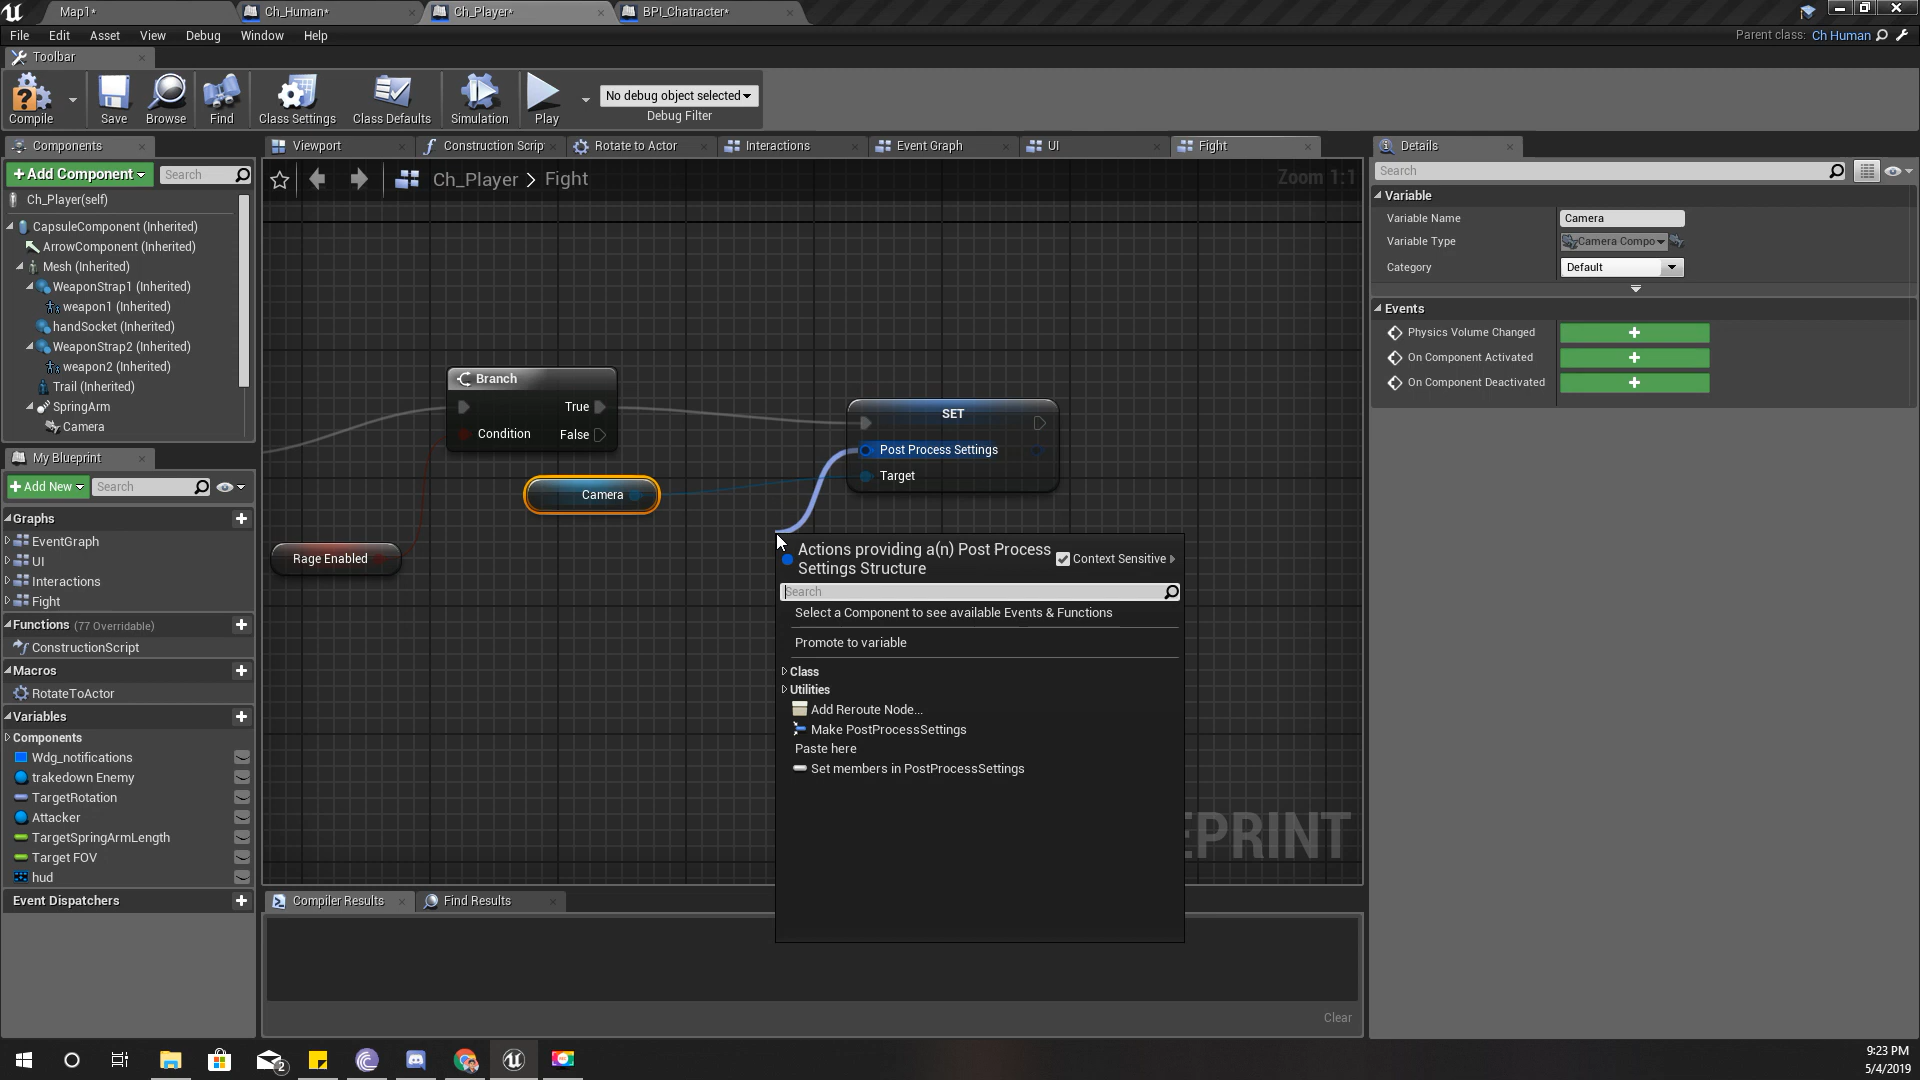 Map1*
Ch_Human*
Ch_Player*
BPI_Chatracter*
File Edit Asset View Debug Window Help
Parent class: Ch Human
Toolbar
Compile Save Browse Find Class Settings Class Defaults Simulation Play
No debug object selected
Debug Filter
Components
+Add Component
Search
Ch_Player(self)
CapsuleComponent (Inherited)
ArrowComponent (Inherited)
Mesh (Inherited)
WeaponStrap1 (Inherited)
weapon1 (Inherited)
handSocket (Inherited)
WeaponStrap2 (Inherited)
weapon2 (Inherited)
Trail (Inherited)
SpringArm
Camera
My Blueprint
+Add New
Search
Graphs
EventGraph
UI
Interactions
Fight
Functions (77 Overridable)
ConstructionScript
Macros
RotateToActor
Variables
Components
Wdg_notifications
trakedown Enemy
TargetRotation
Attacker
TargetSpringArmLength
Target FOV
hud
Event Dispatchers
Viewport
Construction Scrip
Rotate to Actor
Interactions
Event Graph
UI
Fight
Ch_Player > Fight
Zoom 1:1
Branch
True
Condition False
Camera
Rage Enabled
SET
Post Process Settings
Target
Actions providing a(n) Post Process
Settings Structure
Context Sensitive
Search
Select a Component to see available Events & Functions
Promote to variable
Class
Utilities
Add Reroute Node...
Make PostProcessSettings
Paste here
Set members in PostProcessSettings
EPRINT
Compiler Results
Find Results
Clear
Details
Search
Variable
Variable Name Camera
Variable Type Camera Compo
Category Default
Events
Physics Volume Changed +
On Component Activated +
On Component Deactivated +
2
9:23 PM
5/4/2019